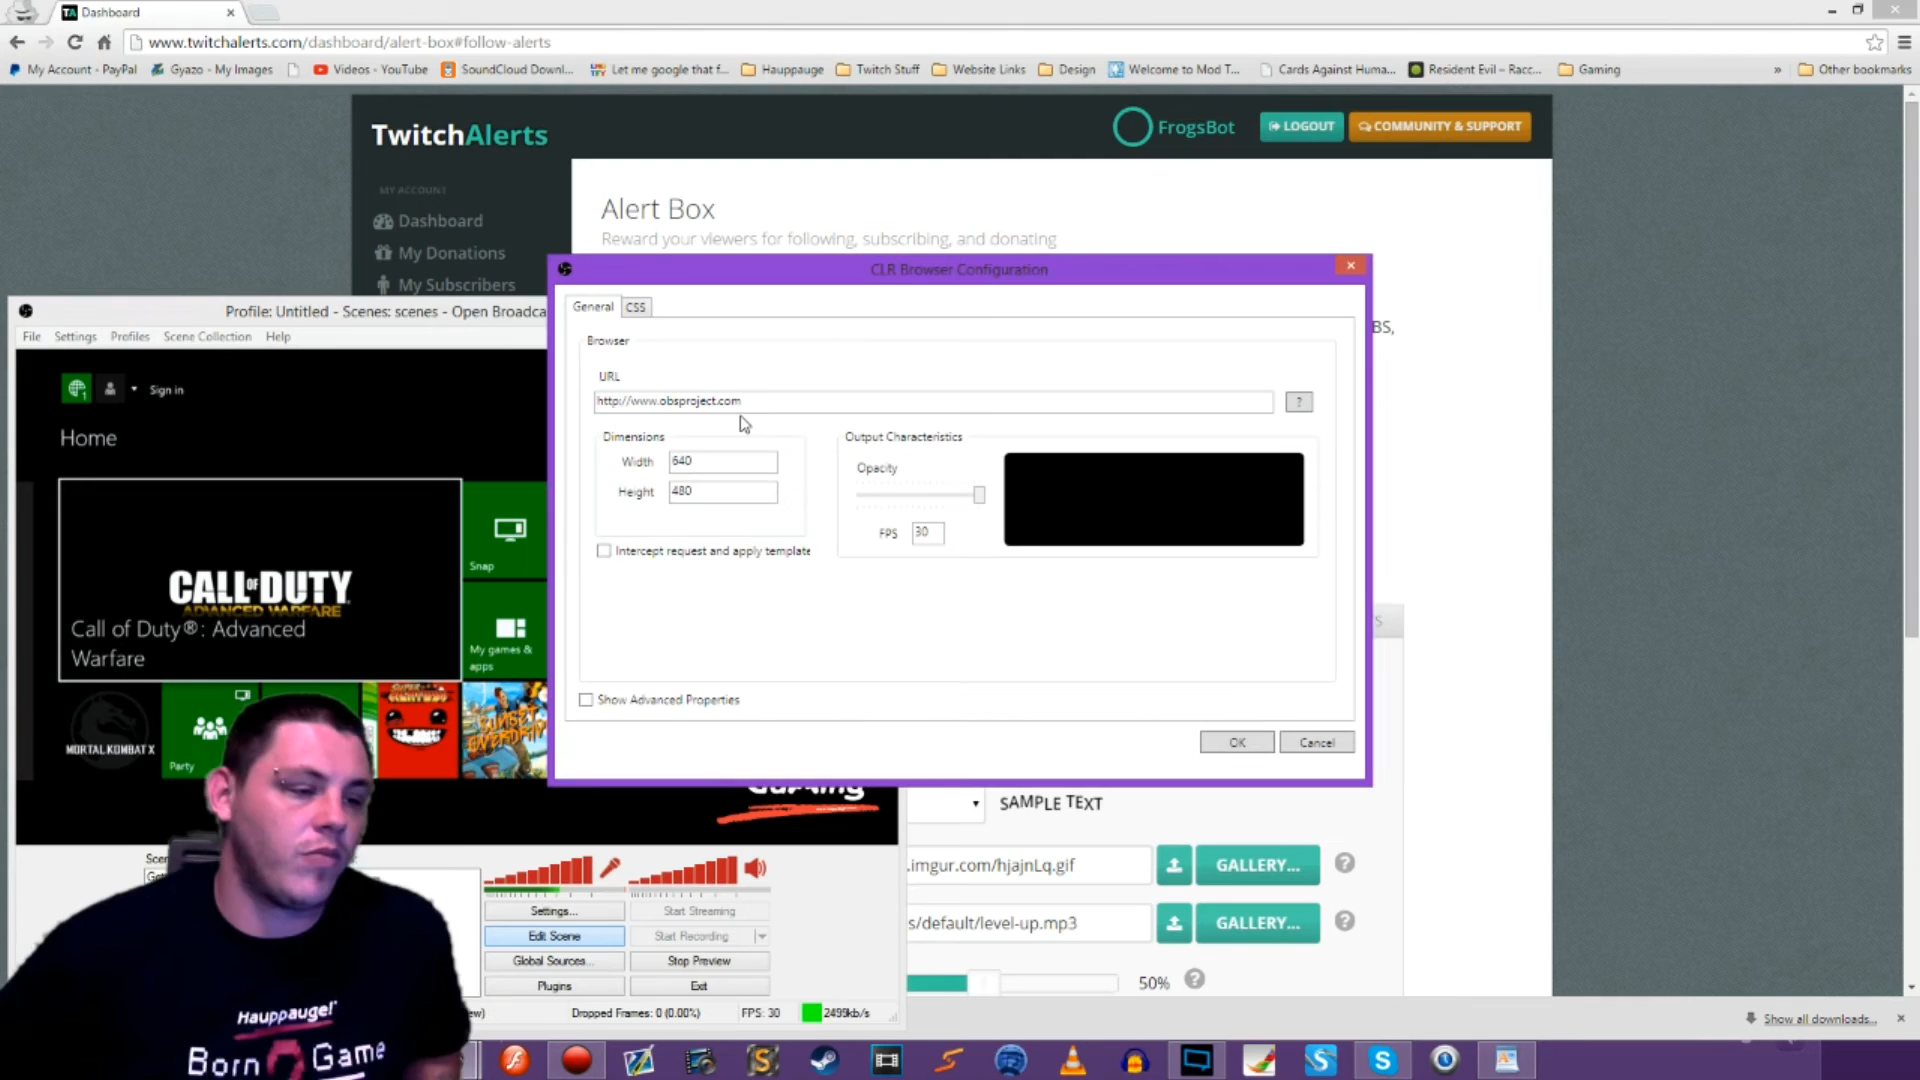 TA Dashboard
www.twitchalerts.com/dashboard/alert-box#follow-alerts
My Account - PayPal Gyazo - My Images Videos - YouTube SoundCloud Downl... Let me google that f... Hauppauge Twitch Stuff Website Links Design Welcome to Mod T... Cards Against Huma... Resident Evil – Racc... Gaming » Other bookmarks
TwitchAlerts FrogsBot LOGOUT COMMUNITY & SUPPORT
MY ACCOUNT
Dashboard
My Donations
My Subscribers
Alert Box
Reward your viewers for following, subscribing, and donating
BS,
CLR Browser Configuration
General CSS
Browser
URL
http://www.obsproject.com ?
Dimensions
Width 640
Height 480
Output Characteristics
Opacity
FPS 30
Intercept request and apply template
Show Advanced Properties
OK Cancel
Profile: Untitled - Scenes: scenes - Open Broadca
File Settings Profiles Scene Collection Help
Sign in
Home
CALL OF DUTY
ADVANCED WARFARE
Call of Duty®: Advanced
Warfare
Snap
My games &
apps
MORTAL KOMBAT X
Party
SUNSET
OVERDRIVE
Gaming
Settings... Start Streaming
Edit Scene Start Recording
Global Sources... Stop Preview
Plugins Exit
Dropped Frames: 0 (0.00%) FPS: 30 2499kb/s
SAMPLE TEXT
.imgur.com/hjajnLq.gif GALLERY... ?
s/default/level-up.mp3 GALLERY... ?
50% ?
Show all downloads...
Hauppauge!
Born Game